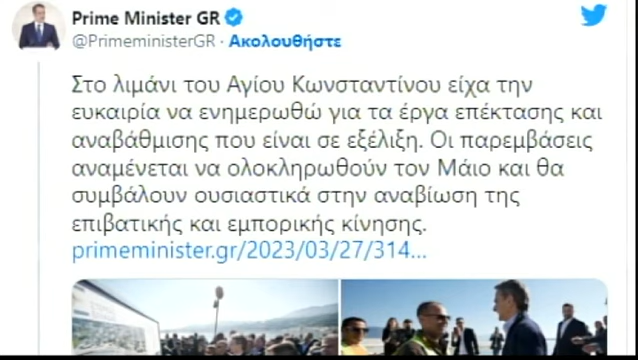 Prime Minister GR
@PrimeministerGR · Ακολουθήστε
Στο λιμάνι του Αγίου Κωνσταντίνου είχα την
ευκαιρία να ενημερωθώ για τα έργα επέκτασης και
αναβάθμισης που είναι σε εξέλιξη. Οι παρεμβάσεις
αναμένεται να ολοκληρωθούν τον Μάιο και θα
συμβάλουν ουσιαστικά στην αναβίωση της
επιβατικής και εμπορικής κίνησης.
primeminister.gr/2023/03/27/314...